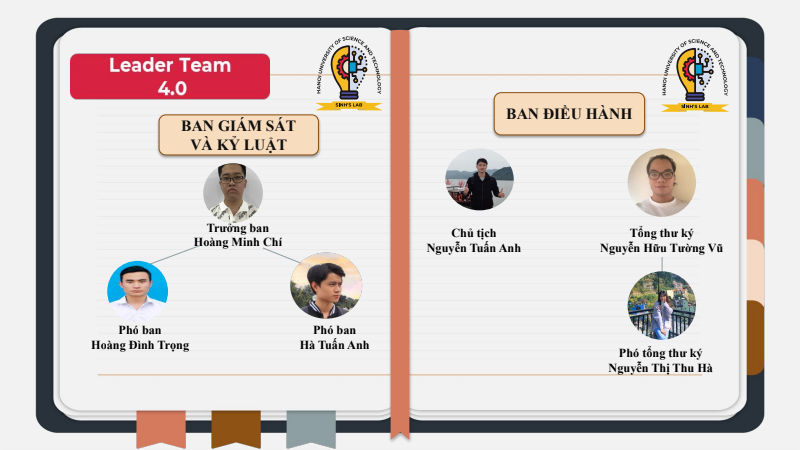 Leader Team
4.0
HANOI UNIVERSITY OF SCIENCE AND TECHNOLOGY
SINH'S LAB
BAN GIÁM SÁT
VÀ KỶ LUẬT
Trưởng ban
Hoàng Minh Chí
Phó ban
Hoàng Đình Trọng
Phó ban
Hà Tuấn Anh
HANOI UNIVERSITY OF SCIENCE AND TECHNOLOGY
SINH'S LAB
BAN ĐIỀU HÀNH
Chủ tịch
Nguyễn Tuấn Anh
Tổng thư ký
Nguyễn Hữu Tường Vũ
Phó tổng thư ký
Nguyễn Thị Thu Hà